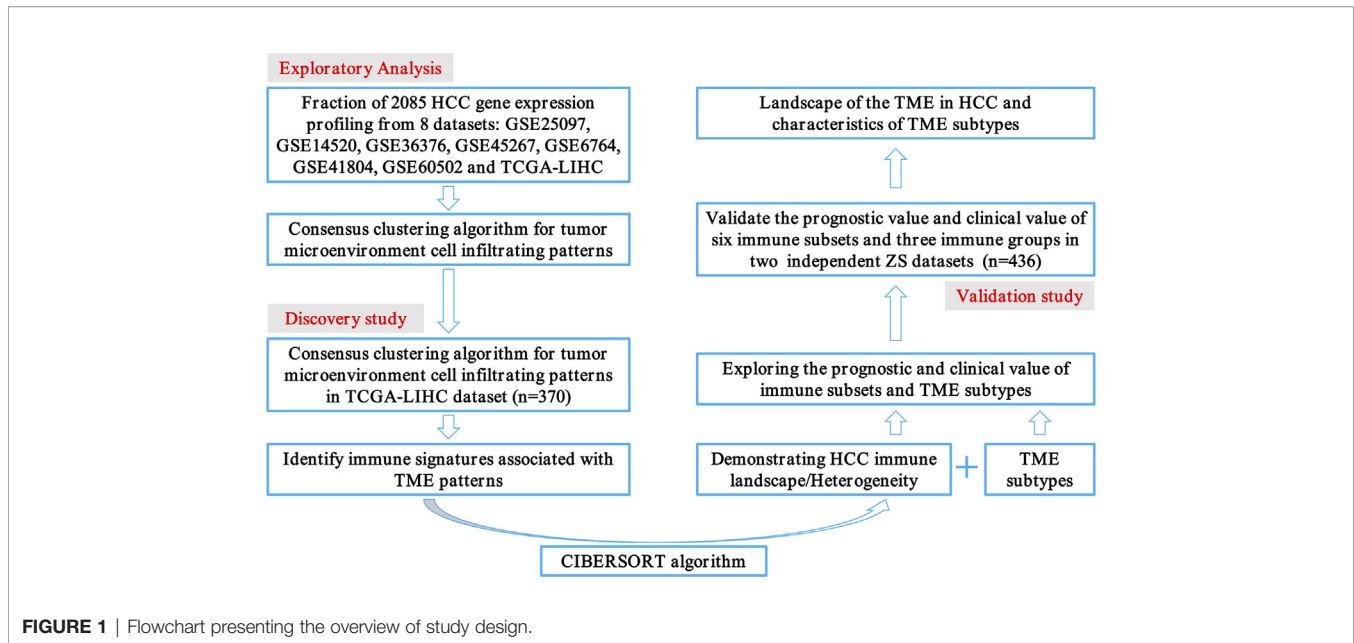 Exploratory Analysis
Fraction of 2085 HCC gene expression
profiling from 8 datasets: GSE25097,
GSE14520, GSE36376, GSE45267, GSE6764,
GSE41804, GSE60502 and TCGA-LIHC
Consensus clustering algorithm for tumor
microenvironment cell infiltrating patterns
Discovery study
Consensus clustering algorithm for tumor
microenvironment cell infiltrating patterns
in TCGA-LIHC dataset (n=370)
Identify immune signatures associated with
TME patterns
CIBERSORT algorithm
Demonstrating HCC immune
landscape/Heterogeneity
+
TME
subtypes
Exploring the prognostic and clinical value of
immune subsets and TME subtypes
Validation study
Validate the prognostic value and clinical value of
six immune subsets and three immune groups in
two independent ZS datasets (n=436)
Landscape of the TME in HCC and
characteristics of TME subtypes
FIGURE 1 | Flowchart presenting the overview of study design.